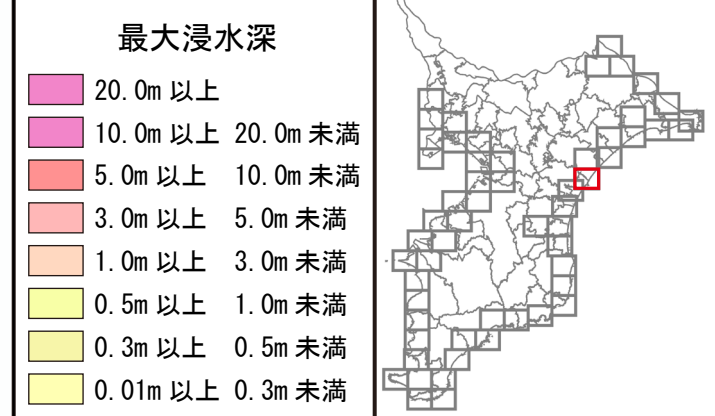 最大浸水深
20.0m 以上
10.0m 以上 20.0m 未満
5.0m 以上 10.0m 未満
3.0m 以上 5.0m 未満
1.0m 以上 3.0m 未満
0.5m 以上 1.0m 未満
0.3m 以上 0.5m 未満
0.01m 以上 0.3m 未満